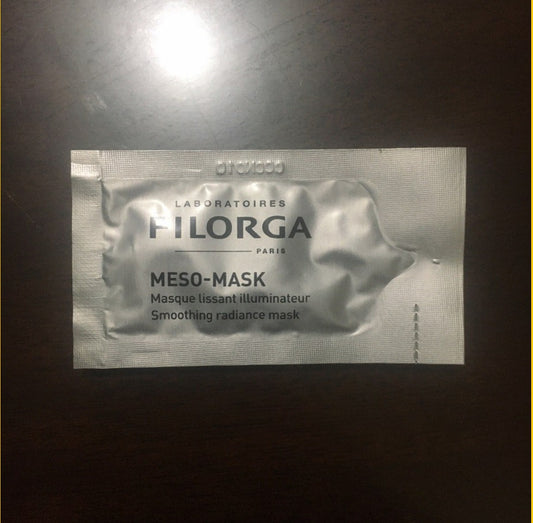 LABORATOIRES
FILORGA
PARIS
MESO-MASK
Masque lissant illuminateur
Smoothing radiance mask